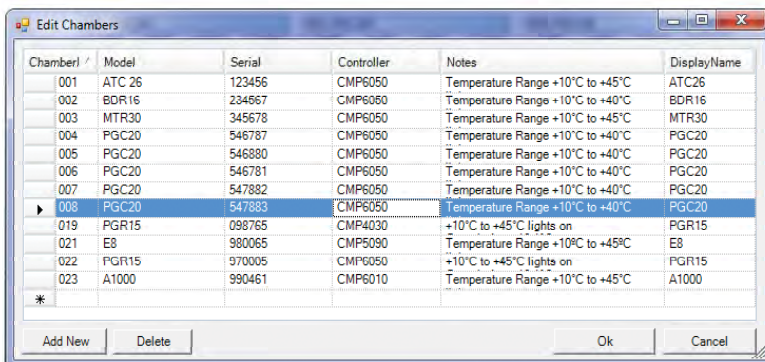 Edit Chambers
ChamberI Model Serial Controller Notes DisplayName
001 ATC 26 123456 CMP6050 Temperature Range +10°C to +45°C ATC26
002 BDR16 234567 CMP6050 Temperature Range +10°C to +40°C BDR16
003 MTR30 345678 CMP6050 Temperature Range +10°C to +45°C MTR30
004 PGC20 546787 CMP6050 Temperature Range +10°C to +40°C PGC20
005 PGC20 546880 CMP6050 Temperature Range +10°C to +40°C PGC20
006 PGC20 546781 CMP6050 Temperature Range +10°C to +40°C PGC20
007 PGC20 547882 CMP6050 Temperature Range +10°C to +40°C PGC20
008 PGC20 547883 CMP6050 Temperature Range +10°C to +40°C PGC20
019 PGR15 098765 CMP4030 +10°C to +45°C lights on PGR15
021 E8 980065 CMP5090 Temperature Range +10ºC to +45ºC E8
022 PGR15 970005 CMP6050 +10°C to +45°C lights on PGR15
023 A1000 990461 CMP6010 Temperature Range +10°C to +45°C A1000
Add New Delete Ok Cancel